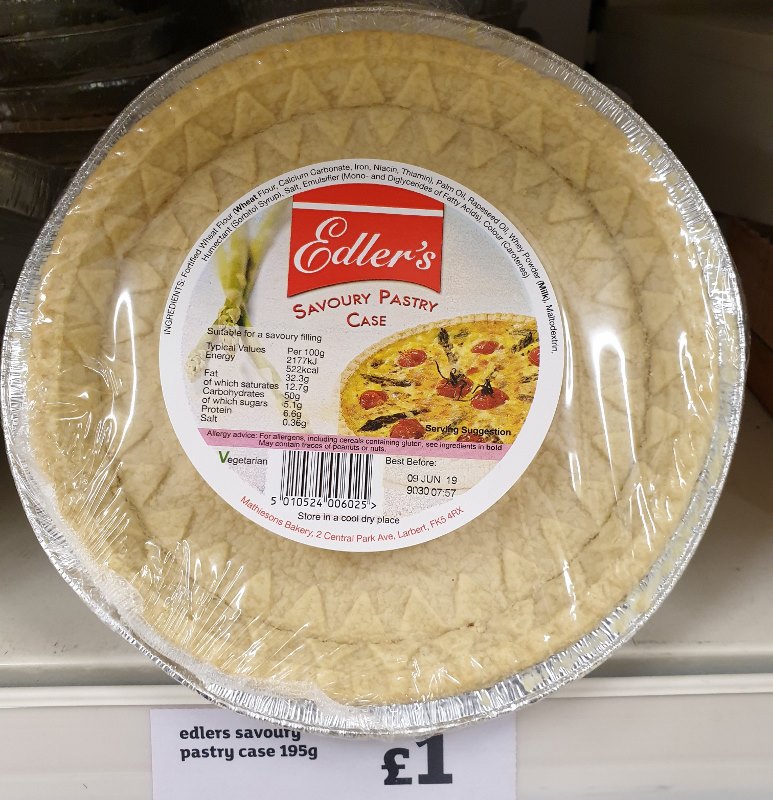 INGREDIENTS: Fortified Wheat Flour (Wheat Flour, Calcium Carbonate, Iron, Niacin, Thiamin), Palm Oil, Rapeseed Oil, Whey Powder (Milk), Maltodextrin,
Humectant (Sorbitol Syrup), Salt, Emulsifier (Mono- and Diglycerides of Fatty Acids), Colour (Carotenes)
Edler's
SAVOURY PASTRY
CASE
Suitable for a savoury filling
Typical Values Per 100g
Energy 2177kJ
522kcal
Fat 32.3g
of which saturates 12.7g
Carbohydrates 50g
of which sugars 5.1g
Protein 6.6g
Salt 0.36g
Serving Suggestion
Allergy advice: For allergens, including cereals containing gluten, see ingredients in bold
May contain traces of peanuts or nuts.
Vegetarian
Best Before:
09 JUN 19
9030 07:57
5 010524 006025 >
Store in a cool dry place
Mathiesons Bakery, 2 Central Park Ave, Larbert, FK5 4RX
edlers savoury
pastry case 195g
£1